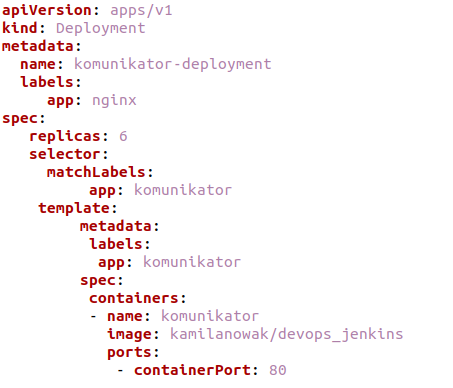 apiVersion: apps/v1
kind: Deployment
metadata:
  name: komunikator-deployment
  labels:
     app: nginx
spec:
   replicas: 6
   selector:
     matchLabels:
          app: komunikator
    template:
         metadata:
          labels:
           app: komunikator
         spec:
          containers:
          - name: komunikator
            image: kamilanowak/devops_jenkins
            ports:
             - containerPort: 80